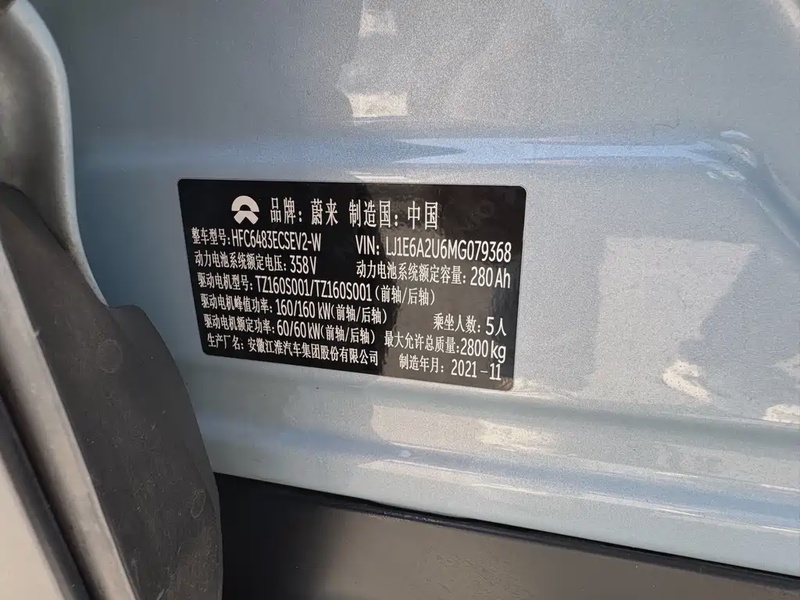 品牌: 蔚来 制造国: 中国
整车型号: HFC6483ECSEV2-W VIN: LJ1E6A2U6MG079368
动力电池系统额定电压: 358V 动力电池系统额定容量: 280Ah
驱动电机型号: TZ160S001/TZ160S001 (前轴/后轴)
驱动电机峰值功率: 160/160 kW(前轴/后轴) 乘坐人数: 5人
驱动电机额定功率: 60/60 kW(前轴/后轴) 最大允许总质量: 2800kg
生产厂名: 安徽江淮汽车集团股份有限公司 制造年月: 2021-11